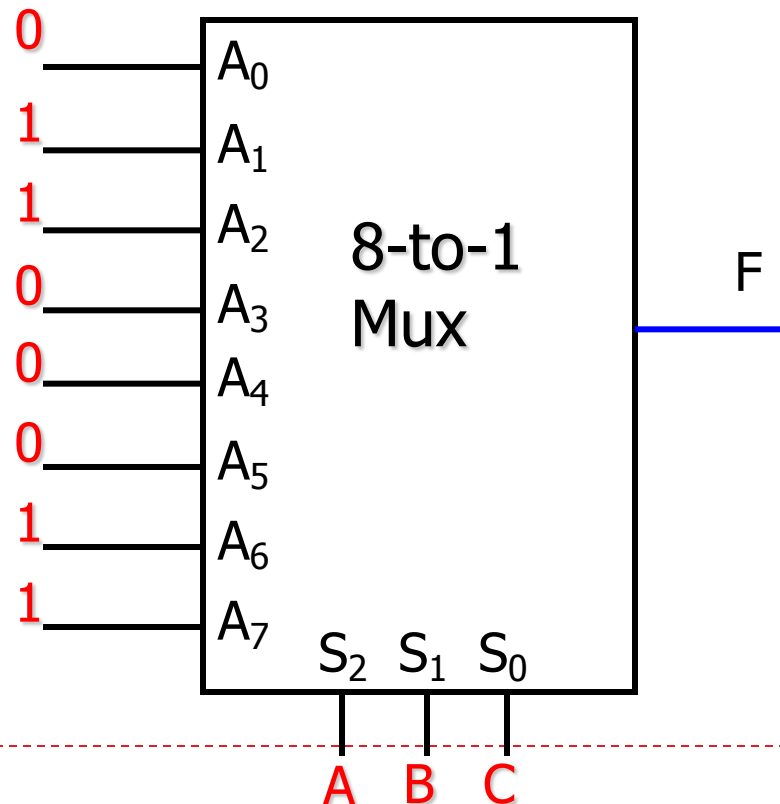 0
A₀
1
A₁
1
A₂
8-to-1
Mux
F
0
A₃
0
A₄
0
A₅
1
A₆
1
A₇
S₂ S₁ S₀
A B C